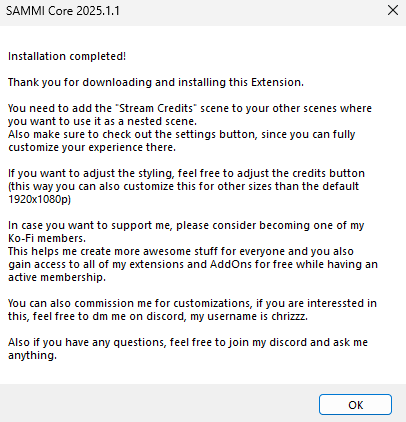 SAMMI Core 2025.1.1
Installation completed!
Thank you for downloading and installing this Extension.
You need to add the "Stream Credits" scene to your other scenes where
you want to use it as a nested scene.
Also make sure to check out the settings button, since you can fully
customize your experience there.
If you want to adjust the styling, feel free to adjust the credits button
(this way you can also customize this for other sizes than the default
1920x1080p)
In case you want to support me, please consider becoming one of my
Ko-Fi members.
This helps me create more awesome stuff for everyone and you also
gain access to all of my extensions and AddOns for free while having an
active membership.
You can also commission me for customizations, if you are interessted in
this, feel free to dm me on discord, my username is chrizzz.
Also if you have any questions, feel free to join my discord and ask me
anything.
OK